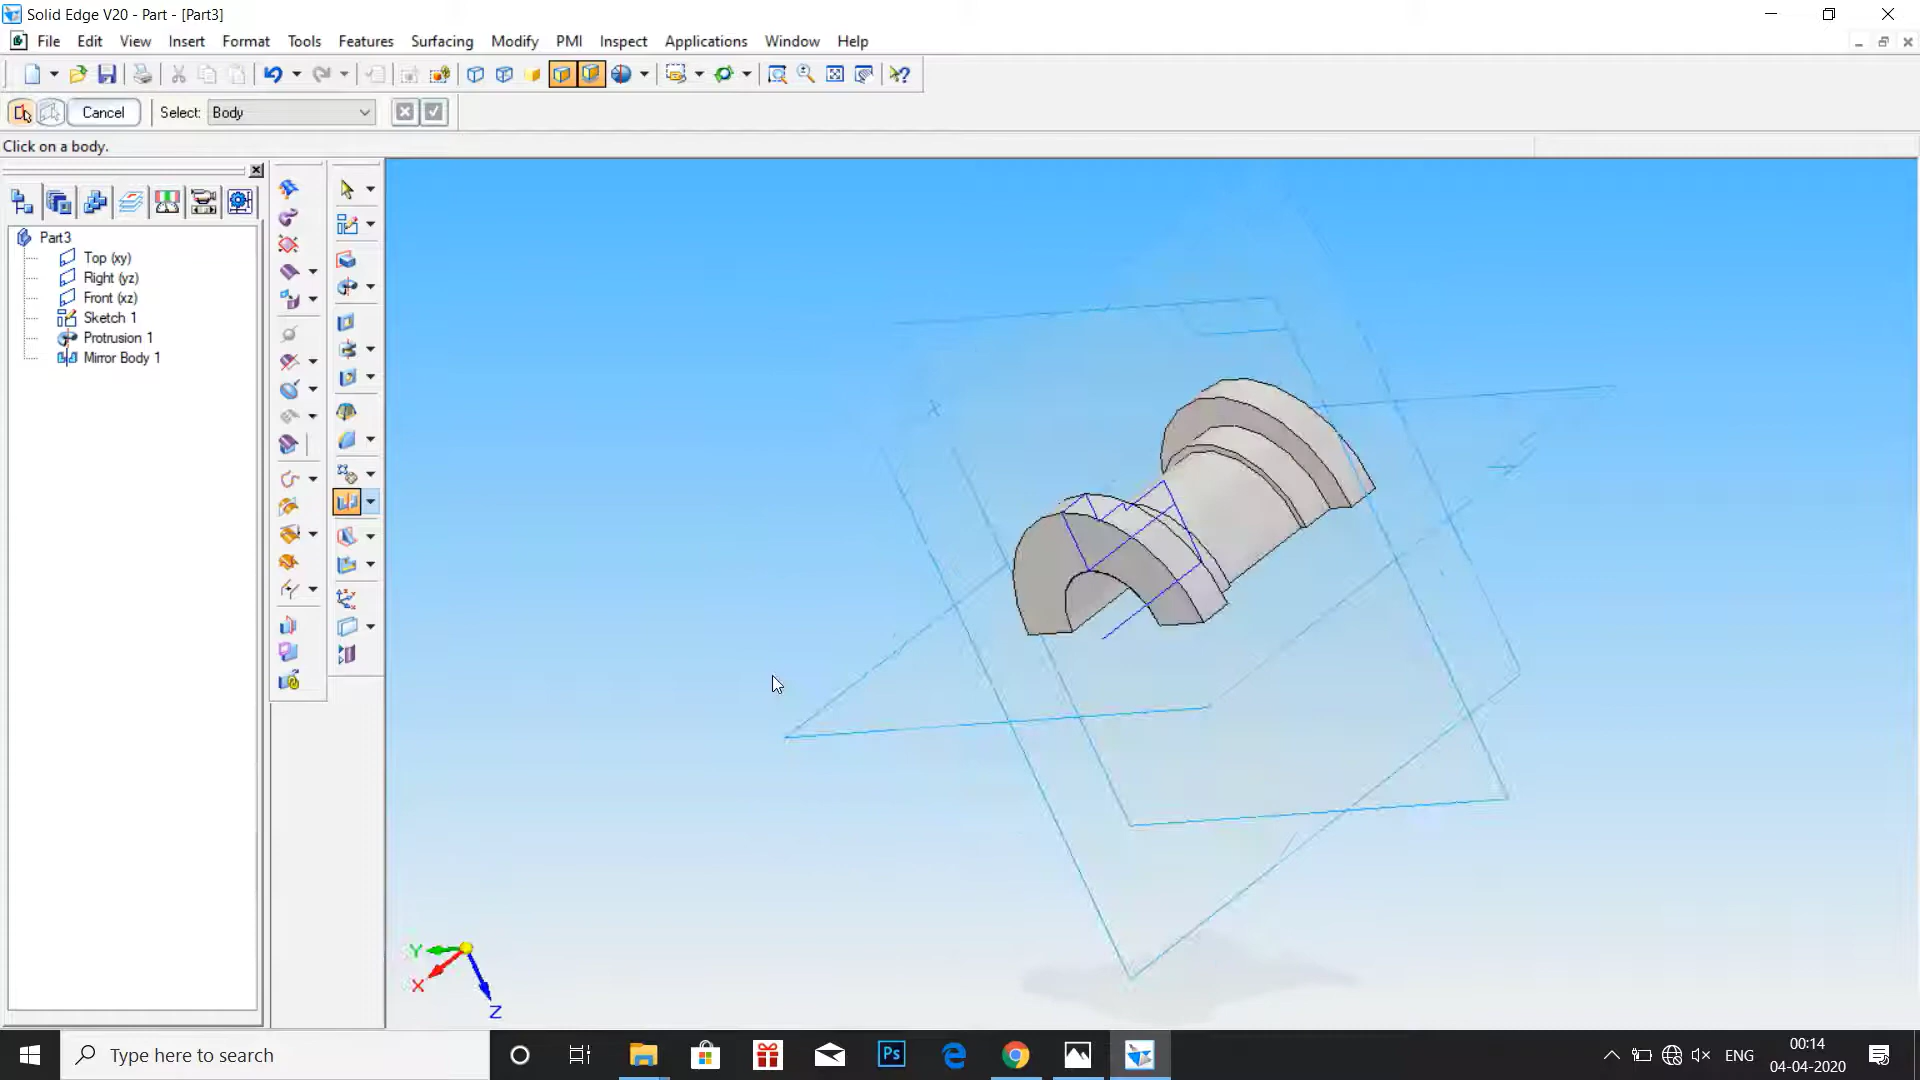 Solid Edge V20 - Part - [Part3]
File Edit View Insert Format Tools Features Surfacing Modify PMI Inspect Applications Window Help
Cancel Select: Body
Click on a body.
Part3
Top (xy)
Right (yz)
Front (xz)
Sketch 1
Protrusion 1
Mirror Body 1
X
Y
X
Z
Type here to search
Ps
ENG
00:14
04-04-2020